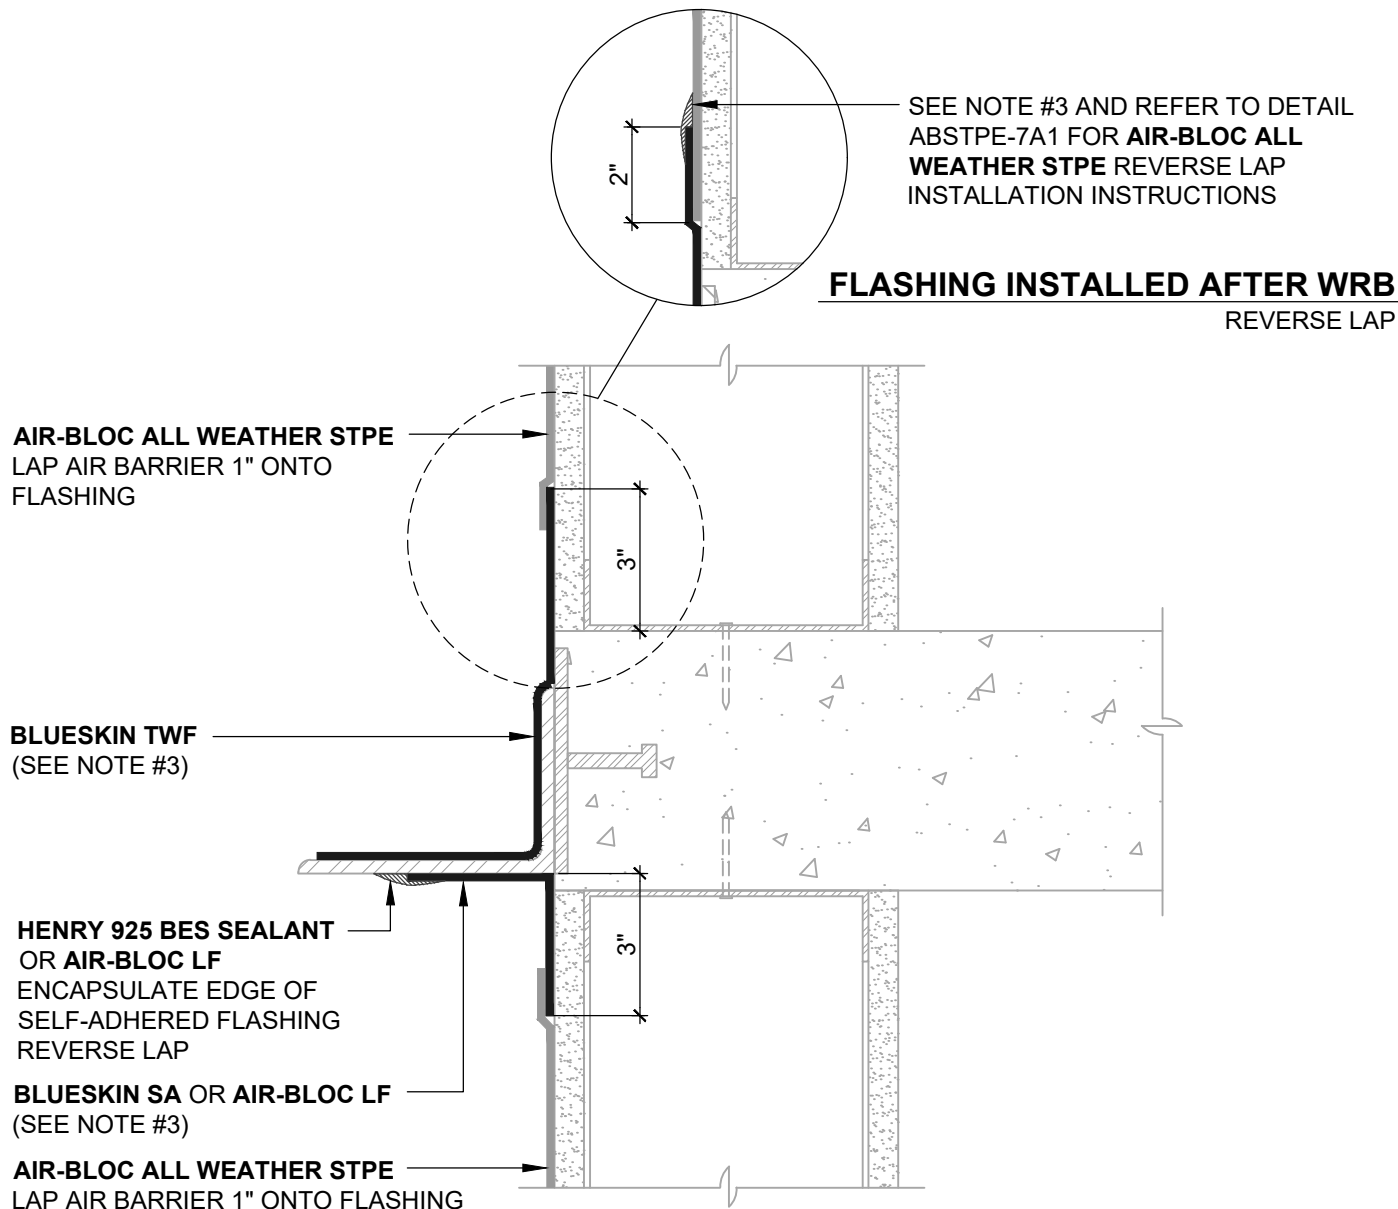 SEE NOTE #3 AND REFER TO DETAIL
ABSTPE-7A1 FOR AIR-BLOC ALL
WEATHER STPE REVERSE LAP
INSTALLATION INSTRUCTIONS
2"
FLASHING INSTALLED AFTER WRB
REVERSE LAP
AIR-BLOC ALL WEATHER STPE
LAP AIR BARRIER 1" ONTO
FLASHING
3"
BLUESKIN TWF
(SEE NOTE #3)
HENRY 925 BES SEALANT
OR AIR-BLOC LF
ENCAPSULATE EDGE OF
SELF-ADHERED FLASHING
REVERSE LAP
3"
BLUESKIN SA OR AIR-BLOC LF
(SEE NOTE #3)
AIR-BLOC ALL WEATHER STPE
LAP AIR BARRIER 1" ONTO FLASHING